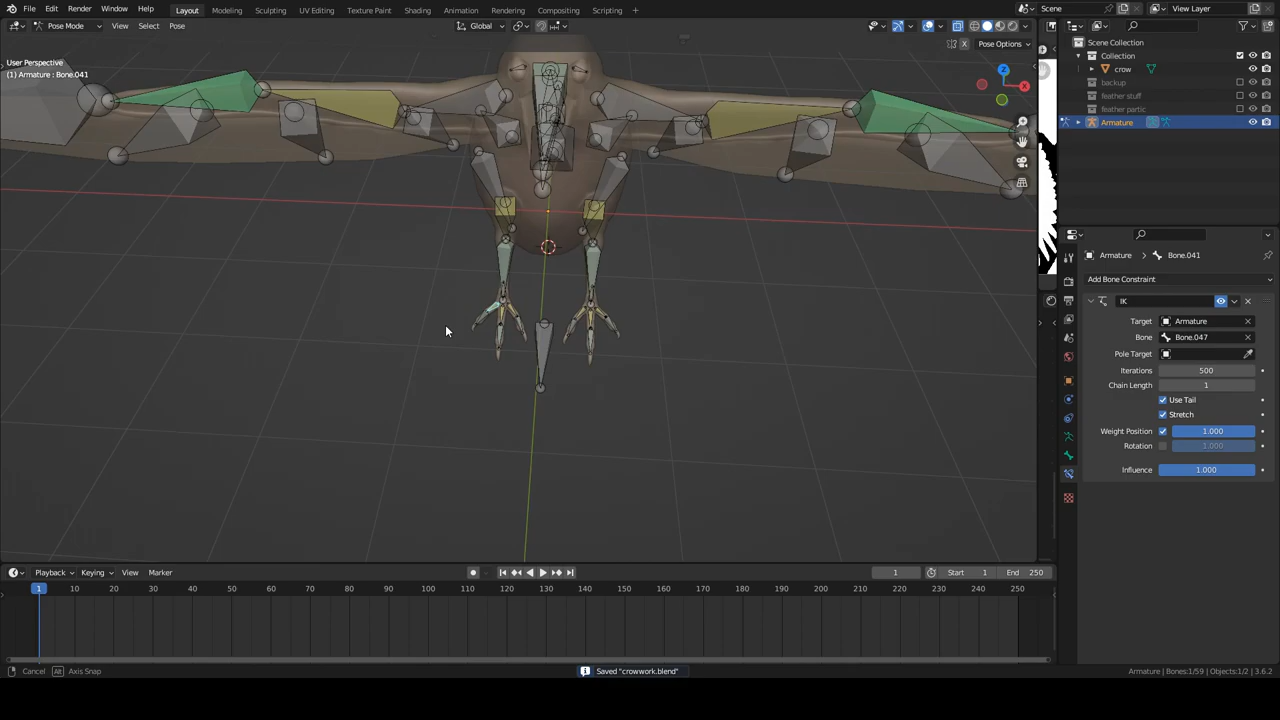 File Edit Render Window Help Layout Modeling Sculpting UV Editing Texture Paint Shading Animation Rendering Compositing Scripting + Scene View Layer
Pose Mode View Select Pose Global
X Pose Options
User Perspective
(1) Armature : Bone.041
Z
X
Scene Collection
Collection
crow
backup
feather stuff
feather partic
Armature
Armature > Bone.041
Add Bone Constraint
IK
Target Armature
Bone Bone.047
Pole Target
Iterations 500
Chain Length 1
Use Tail
Stretch
Weight Position 1.000
Rotation 1.000
Influence 1.000
Playback Keying View Marker 1 Start 1 End 250
1 10 20 30 40 50 60 70 80 90 100 110 120 130 140 150 160 170 180 190 200 210 220 230 240 250
Cancel Alt Axis Snap Saved "crowwork.blend" Armature | Bones:1/59 | Objects:1/2 | 3.6.2